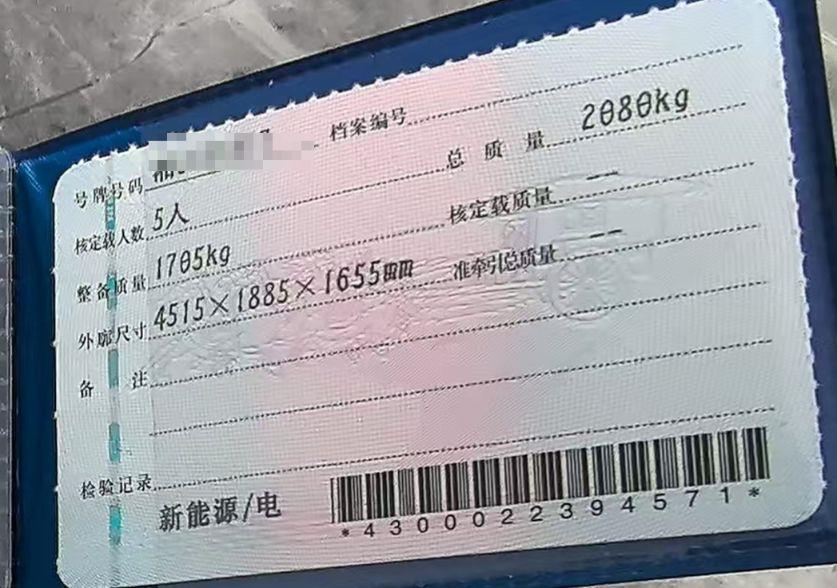 号牌号码 档案编号
核定载人数 5人 总质量 2080kg
整备质量 1705kg 核定载质量 --
外廓尺寸 4515×1885×1655mm 准牵引总质量 --
备注
检验记录
新能源/电
*4300022394571*